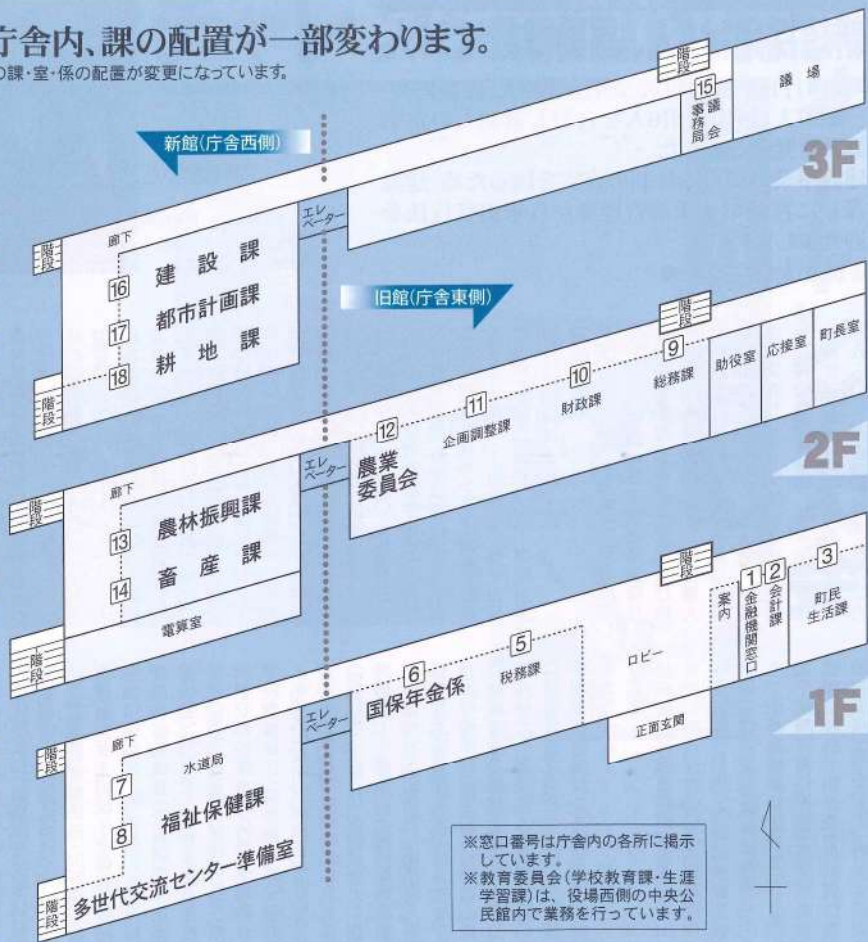 庁舎内、課の配置が一部変わります。
の課・室・係の配置が変更になっています。
新館(庁舎西側)
旧館(庁舎東側)
3F
階段
15
議会
事務局
議場
エレ
ベーター
階段
廊下
16
建設課
17
都市計画課
18
耕地課
階段
2F
階段
9
総務課
助役室
応接室
町長室
10
財政課
11
企画調整課
12
農業
委員会
エレ
ベーター
階段
廊下
13
農林振興課
14
畜産課
電算室
階段
1F
階段
案内
1
金融機関窓口
2
会計課
3
町民
生活課
ロビー
正面玄関
5
税務課
6
国保年金係
エレ
ベーター
階段
廊下
7
水道局
8
福祉保健課
多世代交流センター準備室
階段
※窓口番号は庁舎内の各所に掲示
しています。
※教育委員会(学校教育課・生涯
学習課)は、役場西側の中央公
民館内で業務を行っています。